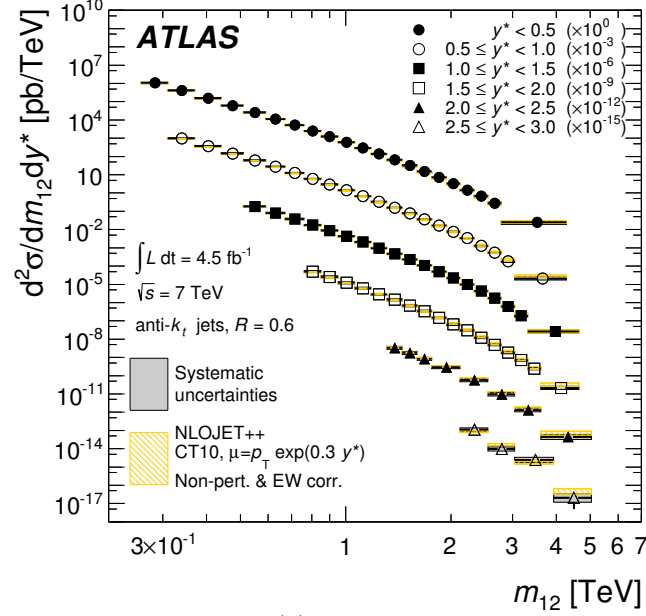 ATLAS
y* < 0.5 (×10⁰)
0.5 ≤ y* < 1.0 (×10⁻³)
1.0 ≤ y* < 1.5 (×10⁻⁶)
1.5 ≤ y* < 2.0 (×10⁻⁹)
2.0 ≤ y* < 2.5 (×10⁻¹²)
2.5 ≤ y* < 3.0 (×10⁻¹⁵)
d²σ/dm₁₂dy* [pb/TeV]
10¹⁰
10⁷
10⁴
10
10⁻²
10⁻⁵
10⁻⁸
10⁻¹¹
10⁻¹⁴
10⁻¹⁷
∫L dt = 4.5 fb⁻¹
√s = 7 TeV
anti-kₜ jets, R = 0.6
Systematic
uncertainties
NLOJET++
CT10, μ=p_T exp(0.3 y*)
Non-pert. & EW corr.
3×10⁻¹ 1 2 3 4 5 6 7
m₁₂ [TeV]